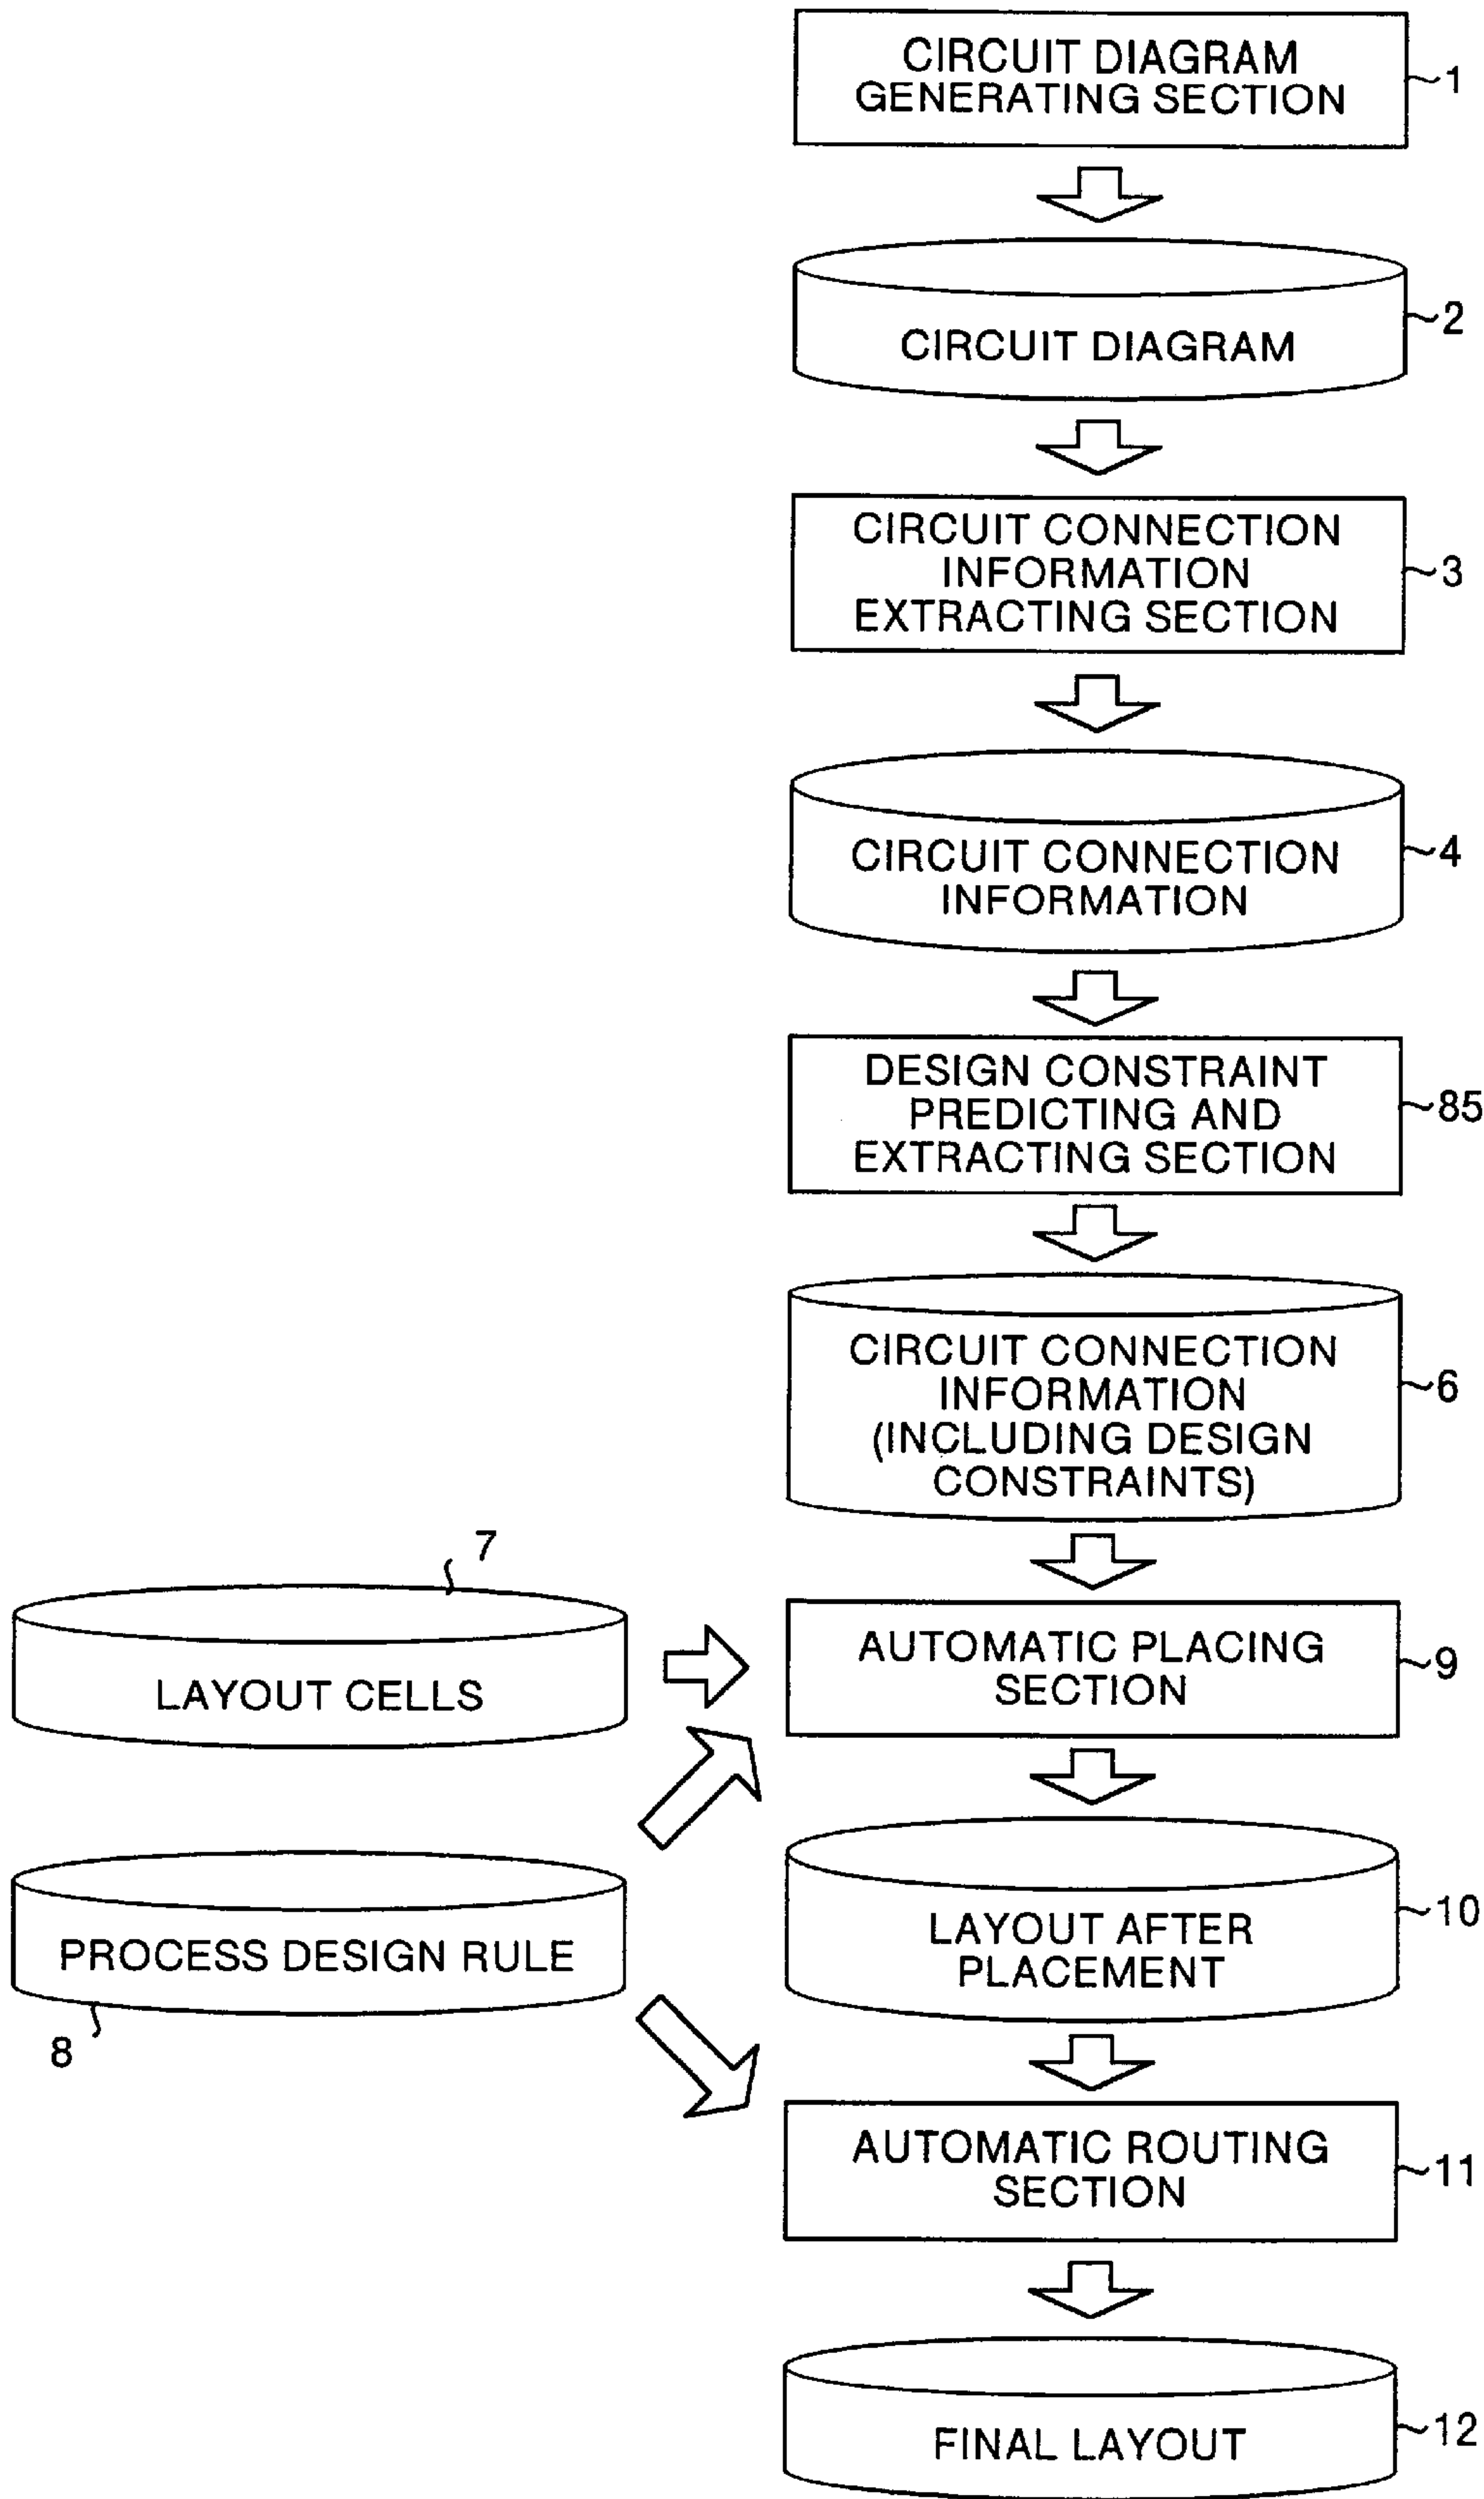 CIRCUIT DIAGRAM
GENERATING SECTION
1
CIRCUIT DIAGRAM
2
CIRCUIT CONNECTION
INFORMATION
EXTRACTING SECTION
3
CIRCUIT CONNECTION
INFORMATION
4
DESIGN CONSTRAINT
PREDICTING AND
EXTRACTING SECTION
85
CIRCUIT CONNECTION
INFORMATION
(INCLUDING DESIGN
CONSTRAINTS)
6
7
LAYOUT CELLS
AUTOMATIC PLACING
SECTION
9
PROCESS DESIGN RULE
8
LAYOUT AFTER
PLACEMENT
10
AUTOMATIC ROUTING
SECTION
11
FINAL LAYOUT
12